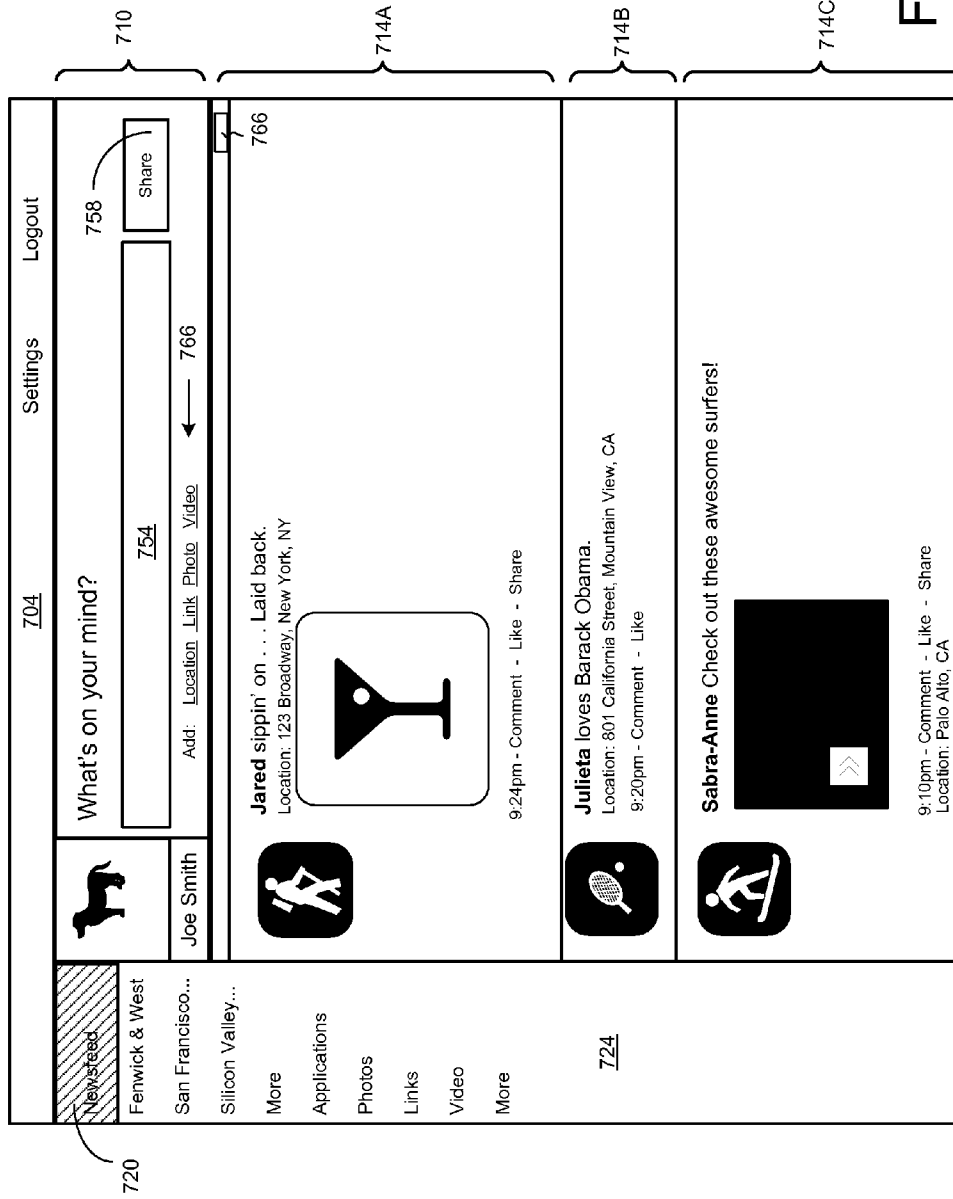 704 Settings Logout
720
Newsfeed
Fenwick & West
San Francisco...
Silicon Valley...
More
Applications
Photos
Links
Video
More
724
Joe Smith
What's on your mind?
754
758
Share
Add: Location Link Photo Video
766
710
766
Jared sippin' on . . . Laid back.
Location: 123 Broadway, New York, NY
9:24pm - Comment - Like - Share
714A
Julieta loves Barack Obama.
Location: 801 California Street, Mountain View, CA
9:20pm - Comment - Like
714B
Sabra-Anne Check out these awesome surfers!
9:10pm - Comment - Like - Share
Location: Palo Alto, CA
714C
F